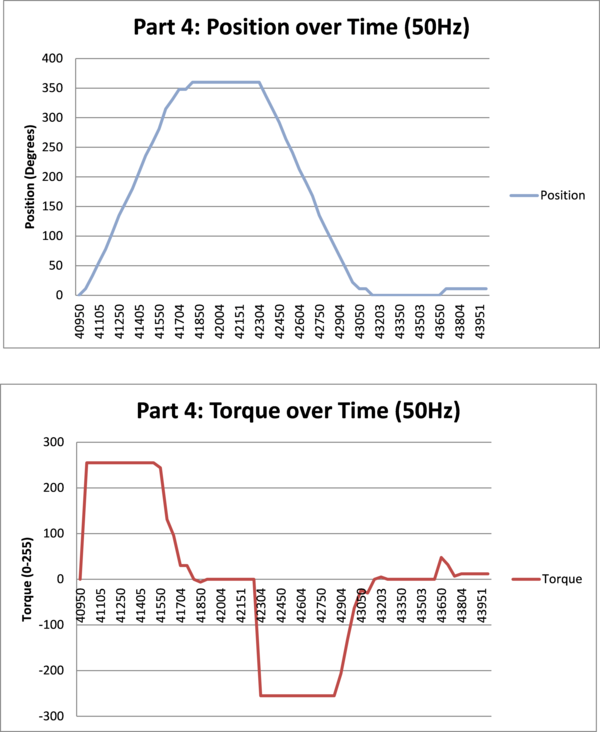 Part 4: Position over Time (50Hz)
400
350
300
250
200
150
100
50
0
Position (Degrees)
Position
40950 41105 41250 41405 41550 41704 41850 42004 42151 42304 42450 42604 42750 42904 43050 43203 43350 43503 43650 43804 43951
Part 4: Torque over Time (50Hz)
300
200
100
0
-100
-200
-300
Torque (0-255)
Torque
40950 41105 41250 41405 41550 41704 41850 42004 42151 42304 42450 42604 42750 42904 43050 43203 43350 43503 43650 43804 43951